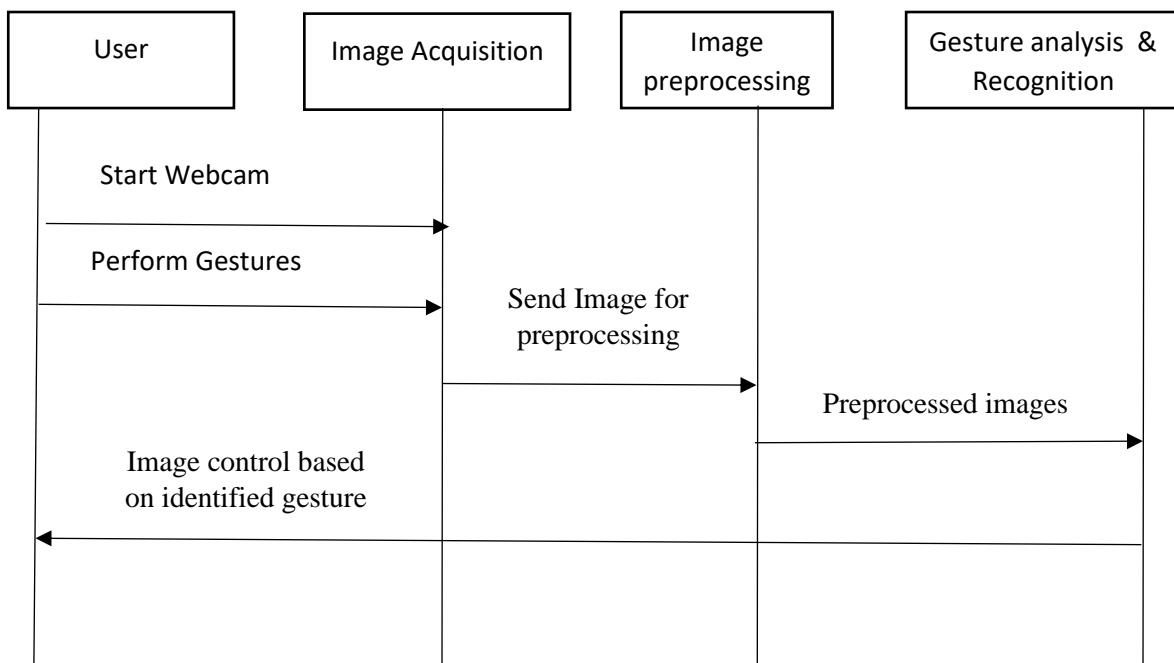 User
Image Acquisition
Image
preprocessing
Gesture analysis  &
Recognition
Start Webcam
Perform Gestures
Send Image for
preprocessing
Preprocessed images
Image control based
on identified gesture